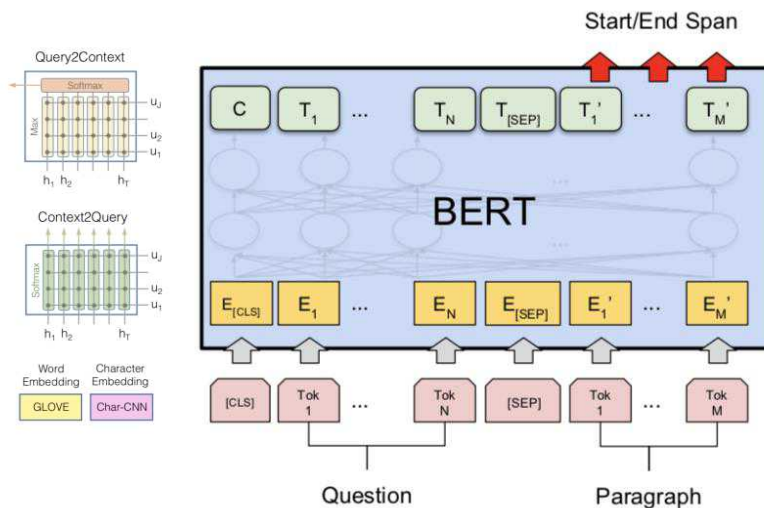 Start/End Span
Query2Context
Softmax
Max
u_J
u_2
u_1
h_1 h_2 h_T
Context2Query
Softmax
u_J
u_2
u_1
h_1 h_2 h_T
Word Embedding
Character Embedding
GLOVE
Char-CNN
C T_1 ... T_N T_[SEP] T_1' ... T_M'
...
BERT
...
E_[CLS] E_1 ... E_N E_[SEP] E_1' ... E_M'
[CLS] Tok 1 ... Tok N [SEP] Tok 1 ... Tok M
Question
Paragraph